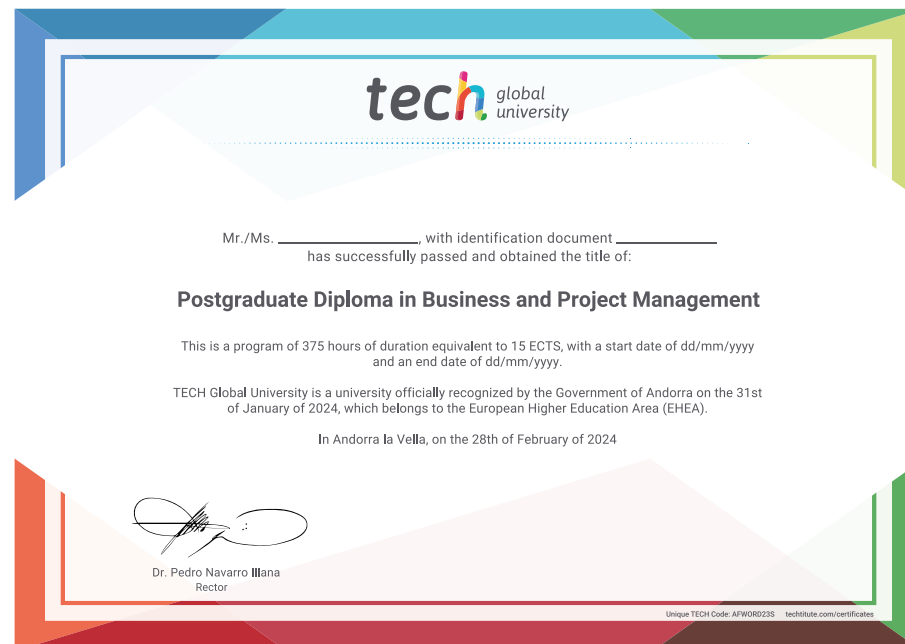 tech global
university
Mr./Ms. ____________, with identification document ____________
has successfully passed and obtained the title of:
Postgraduate Diploma in Business and Project Management
This is a program of 375 hours of duration equivalent to 15 ECTS, with a start date of dd/mm/yyyy
and an end date of dd/mm/yyyy.
TECH Global University is a university officially recognized by the Government of Andorra on the 31st
of January of 2024, which belongs to the European Higher Education Area (EHEA).
In Andorra la Vella, on the 28th of February of 2024
Dr. Pedro Navarro Illana
Rector
Unique TECH Code: AFWORD23S techtitute.com/certificates